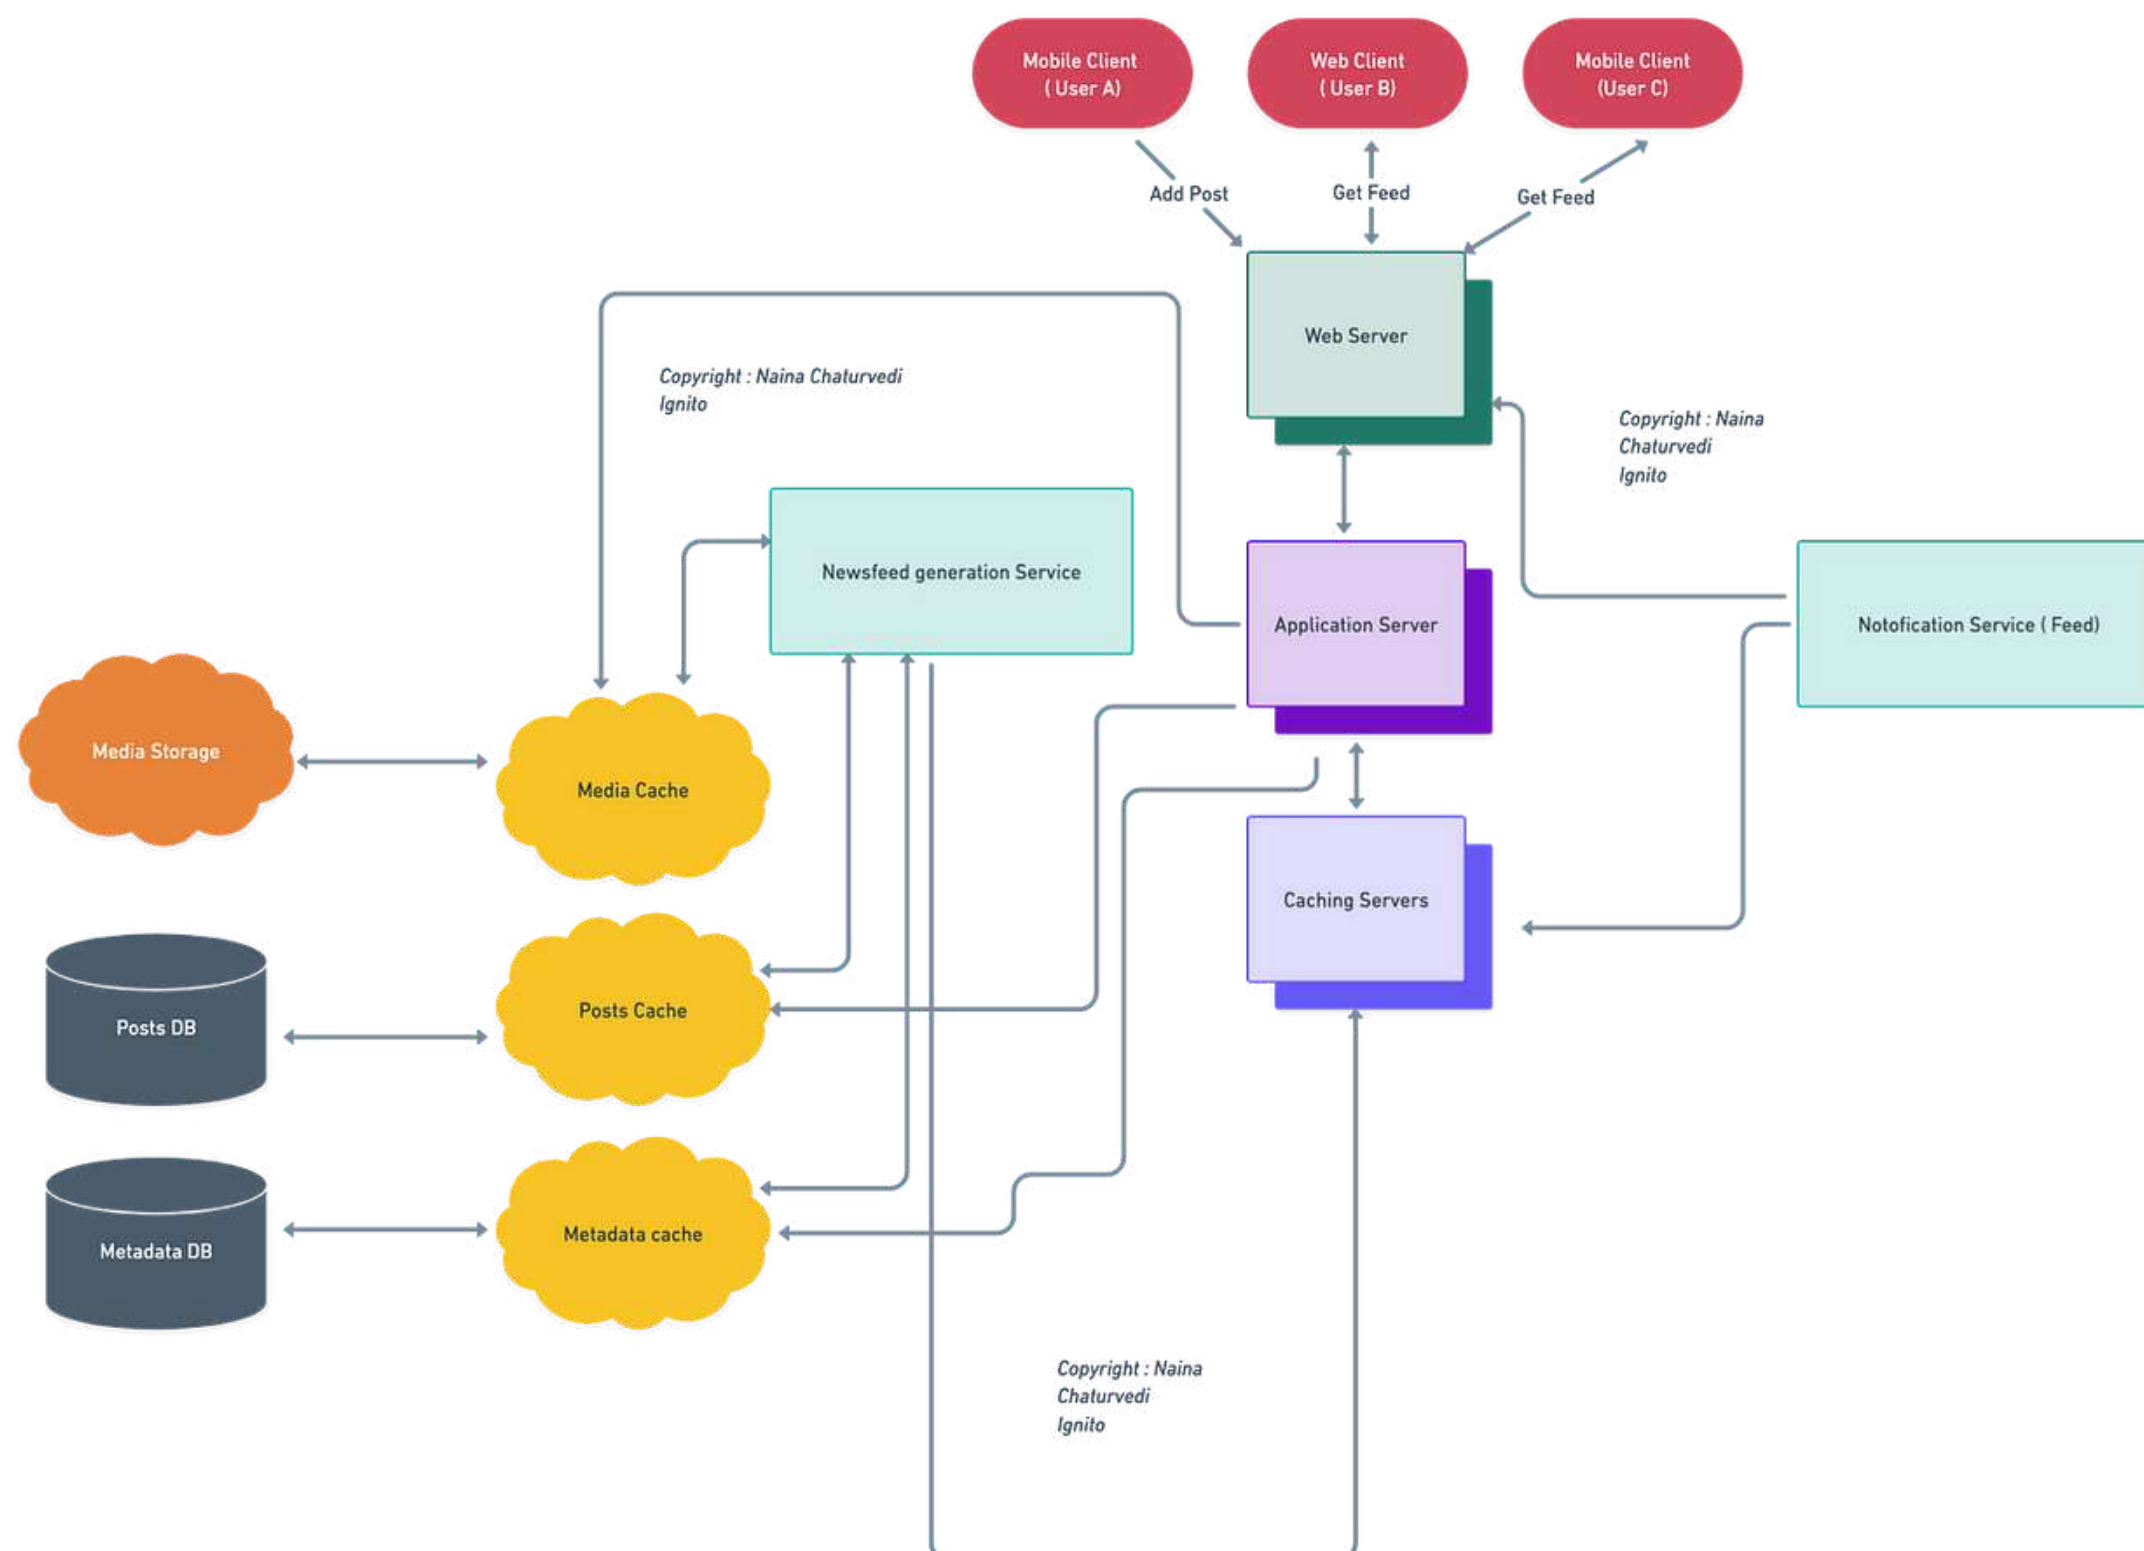 Mobile Client
( User A)
Web Client
( User B)
Mobile Client
(User C)
Add Post
Get Feed
Get Feed
Web Server
Copyright : Naina Chaturvedi
Ignito
Copyright : Naina
Chaturvedi
Ignito
Newsfeed generation Service
Application Server
Notofication Service ( Feed)
Media Storage
Media Cache
Caching Servers
Posts DB
Posts Cache
Metadata DB
Metadata cache
Copyright : Naina
Chaturvedi
Ignito